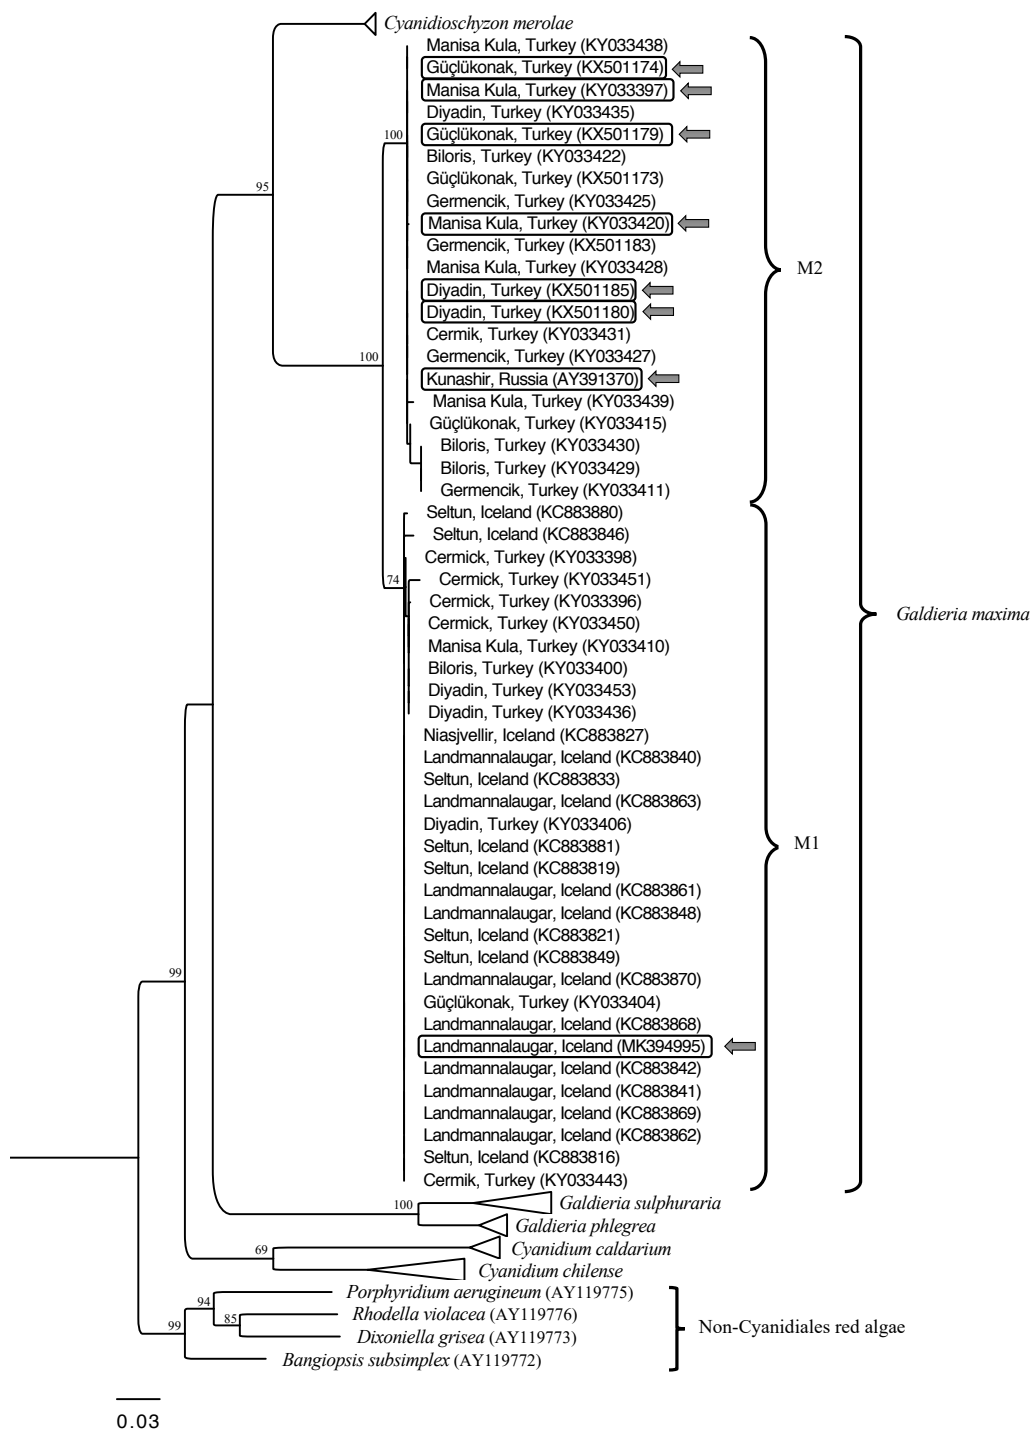 Cyanidioschyzon merolae
Manisa Kula, Turkey (KY033438)
Güçlükonak, Turkey (KX501174)
Manisa Kula, Turkey (KY033397)
Diyadin, Turkey (KY033435)
100
Güçlükonak, Turkey (KX501179)
Biloris, Turkey (KY033422)
Güçlükonak, Turkey (KX501173)
95
Germencik, Turkey (KY033425)
Manisa Kula, Turkey (KY033420)
Germencik, Turkey (KX501183)
Manisa Kula, Turkey (KY033428)
M2
Diyadin, Turkey (KX501185)
Diyadin, Turkey (KX501180)
Cermik, Turkey (KY033431)
100
Germencik, Turkey (KY033427)
Kunashir, Russia (AY391370)
Manisa Kula, Turkey (KY033439)
Güçlükonak, Turkey (KY033415)
Biloris, Turkey (KY033430)
Biloris, Turkey (KY033429)
Germencik, Turkey (KY033411)
Seltun, Iceland (KC883880)
Seltun, Iceland (KC883846)
Cermick, Turkey (KY033398)
74
Cermick, Turkey (KY033451)
Cermick, Turkey (KY033396)
Galdieria maxima
Cermick, Turkey (KY033450)
Manisa Kula, Turkey (KY033410)
Biloris, Turkey (KY033400)
Diyadin, Turkey (KY033453)
Diyadin, Turkey (KY033436)
Niasjvellir, Iceland (KC883827)
Landmannalaugar, Iceland (KC883840)
Seltun, Iceland (KC883833)
Landmannalaugar, Iceland (KC883863)
Diyadin, Turkey (KY033406)
M1
Seltun, Iceland (KC883881)
Seltun, Iceland (KC883819)
Landmannalaugar, Iceland (KC883861)
Landmannalaugar, Iceland (KC883848)
Seltun, Iceland (KC883821)
Seltun, Iceland (KC883849)
99
Landmannalaugar, Iceland (KC883870)
Güçlükonak, Turkey (KY033404)
Landmannalaugar, Iceland (KC883868)
Landmannalaugar, Iceland (MK394995)
Landmannalaugar, Iceland (KC883842)
Landmannalaugar, Iceland (KC883841)
Landmannalaugar, Iceland (KC883869)
Landmannalaugar, Iceland (KC883862)
Seltun, Iceland (KC883816)
Cermik, Turkey (KY033443)
100
Galdieria sulphuraria
Galdieria phlegrea
69
Cyanidium caldarium
Cyanidium chilense
Porphyridium aerugineum (AY119775)
94
Rhodella violacea (AY119776)
85
99
Non-Cyanidiales red algae
Dixoniella grisea (AY119773)
Bangiopsis subsimplex (AY119772)
0.03